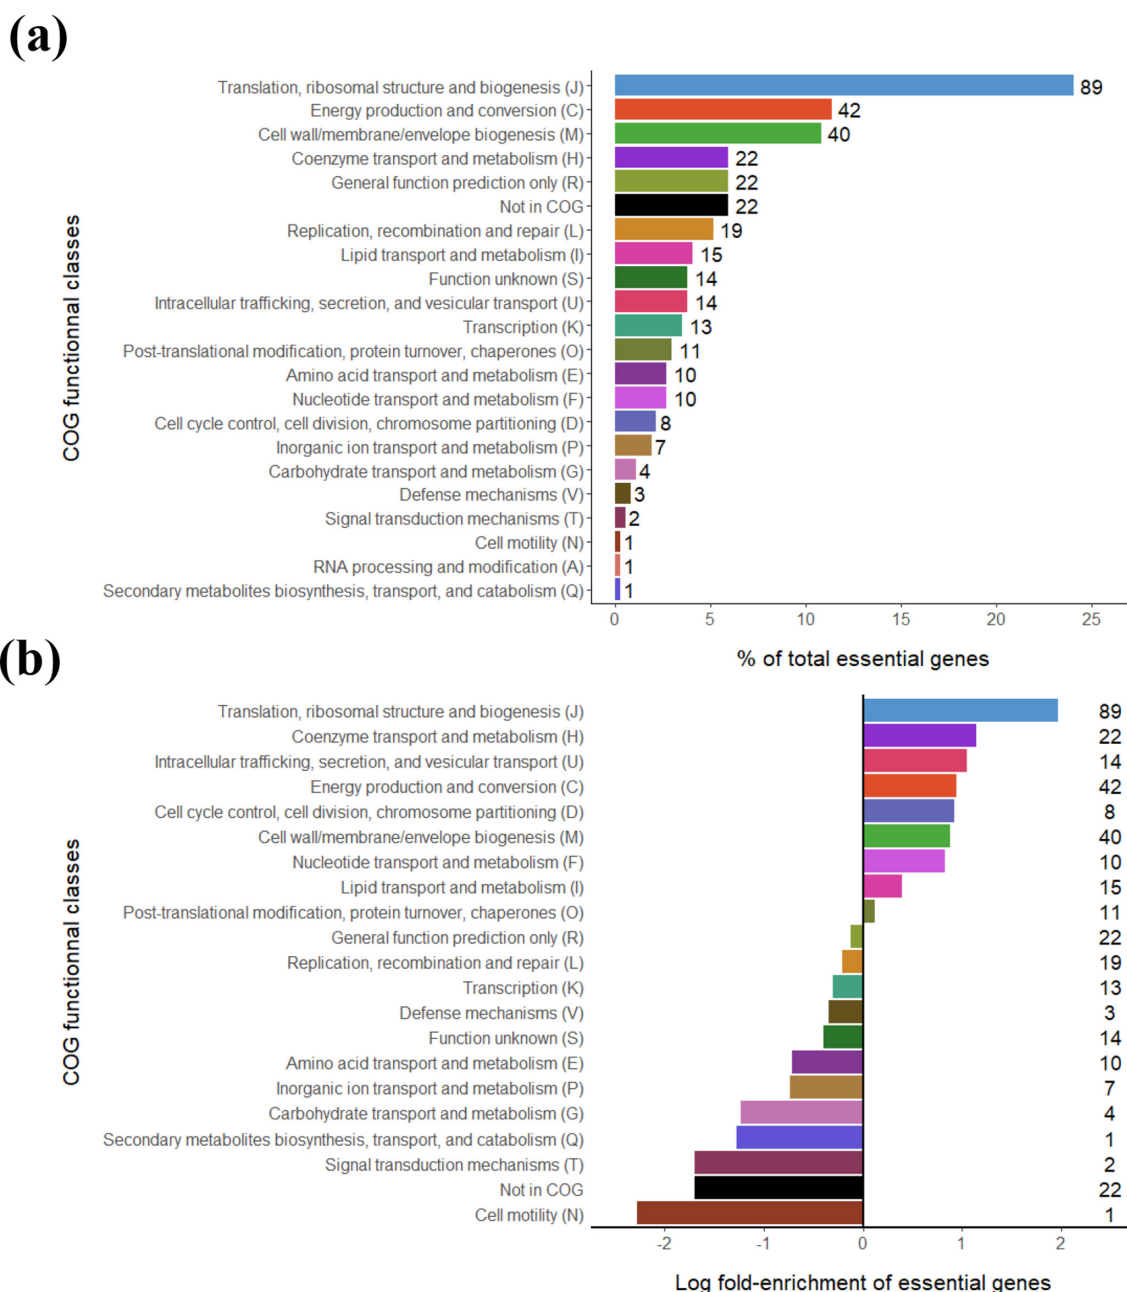 (a)
COG functionnal classes
Translation, ribosomal structure and biogenesis (J) 89
Energy production and conversion (C) 42
Cell wall/membrane/envelope biogenesis (M) 40
Coenzyme transport and metabolism (H) 22
General function prediction only (R) 22
Not in COG 22
Replication, recombination and repair (L) 19
Lipid transport and metabolism (I) 15
Function unknown (S) 14
Intracellular trafficking, secretion, and vesicular transport (U) 14
Transcription (K) 13
Post-translational modification, protein turnover, chaperones (O) 11
Amino acid transport and metabolism (E) 10
Nucleotide transport and metabolism (F) 10
Cell cycle control, cell division, chromosome partitioning (D) 8
Inorganic ion transport and metabolism (P) 7
Carbohydrate transport and metabolism (G) 4
Defense mechanisms (V) 3
Signal transduction mechanisms (T) 2
Cell motility (N) 1
RNA processing and modification (A) 1
Secondary metabolites biosynthesis, transport, and catabolism (Q) 1
0 5 10 15 20 25
% of total essential genes
(b)
COG functionnal classes
Translation, ribosomal structure and biogenesis (J) 89
Coenzyme transport and metabolism (H) 22
Intracellular trafficking, secretion, and vesicular transport (U) 14
Energy production and conversion (C) 42
Cell cycle control, cell division, chromosome partitioning (D) 8
Cell wall/membrane/envelope biogenesis (M) 40
Nucleotide transport and metabolism (F) 10
Lipid transport and metabolism (I) 15
Post-translational modification, protein turnover, chaperones (O) 11
General function prediction only (R) 22
Replication, recombination and repair (L) 19
Transcription (K) 13
Defense mechanisms (V) 3
Function unknown (S) 14
Amino acid transport and metabolism (E) 10
Inorganic ion transport and metabolism (P) 7
Carbohydrate transport and metabolism (G) 4
Secondary metabolites biosynthesis, transport, and catabolism (Q) 1
Signal transduction mechanisms (T) 2
Not in COG 22
Cell motility (N) 1
-2 -1 0 1 2
Log fold-enrichment of essential genes